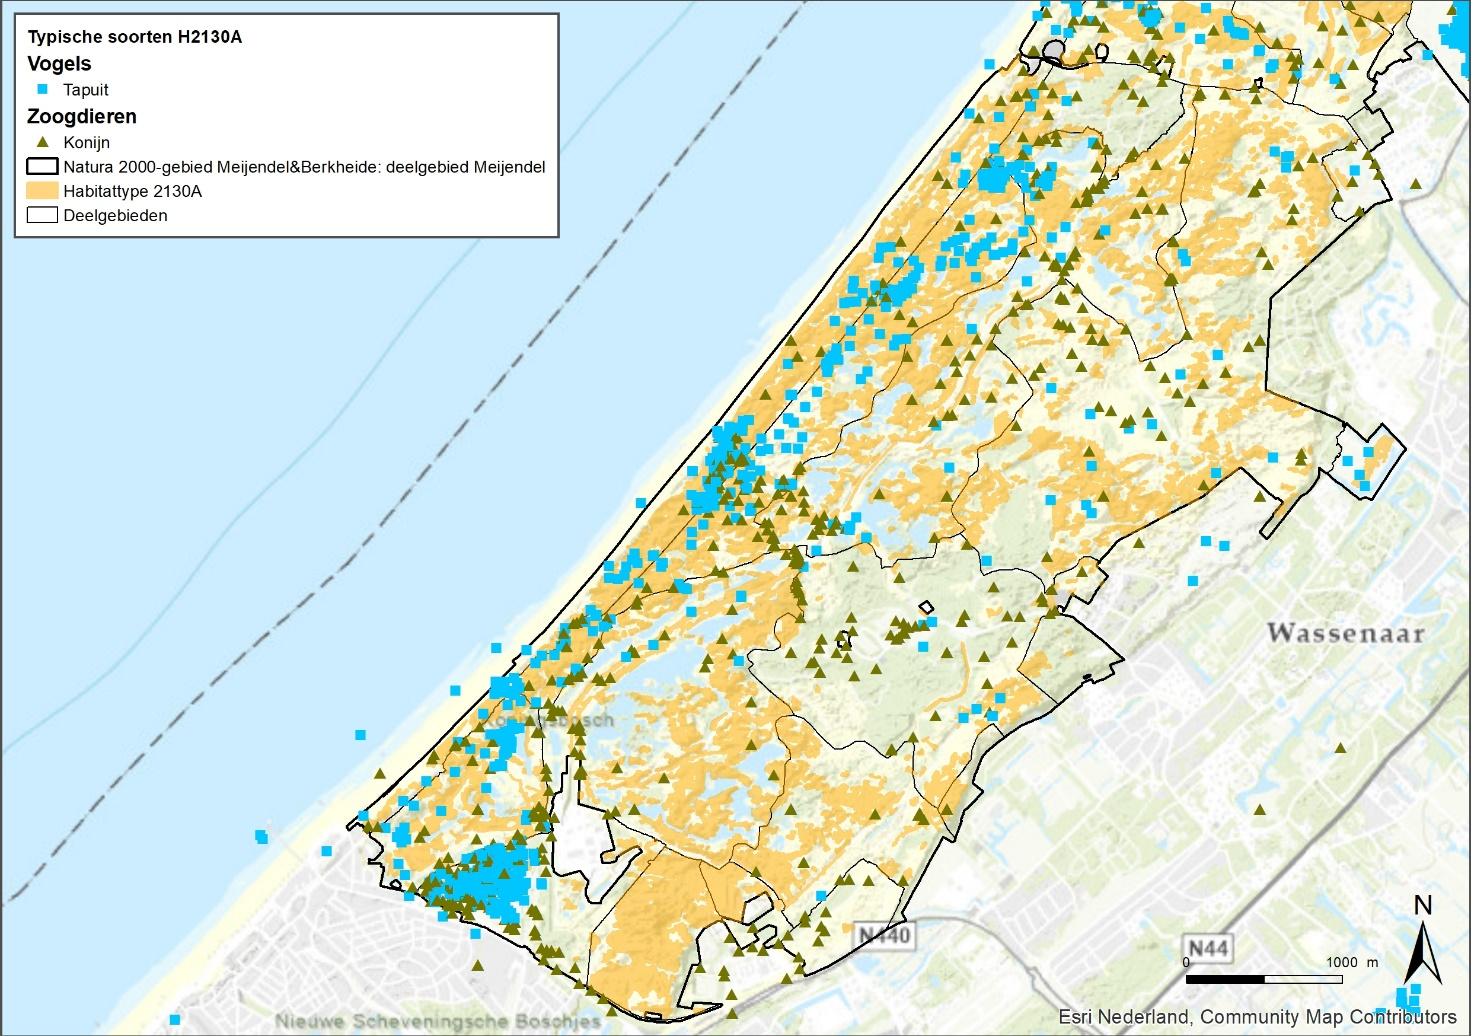 Typische soorten H2130A
Vogels
Tapuit
Zoogdieren
Konijn
Natura 2000-gebied Meijendel&Berkheide: deelgebied Meijendel
Habitattype 2130A
Deelgebieden
Koningsbosch
Wassenaar
N440
N44
N
0 1000 m
Nieuwe Scheveningsche Boschjes
Esri Nederland, Community Map Contributors